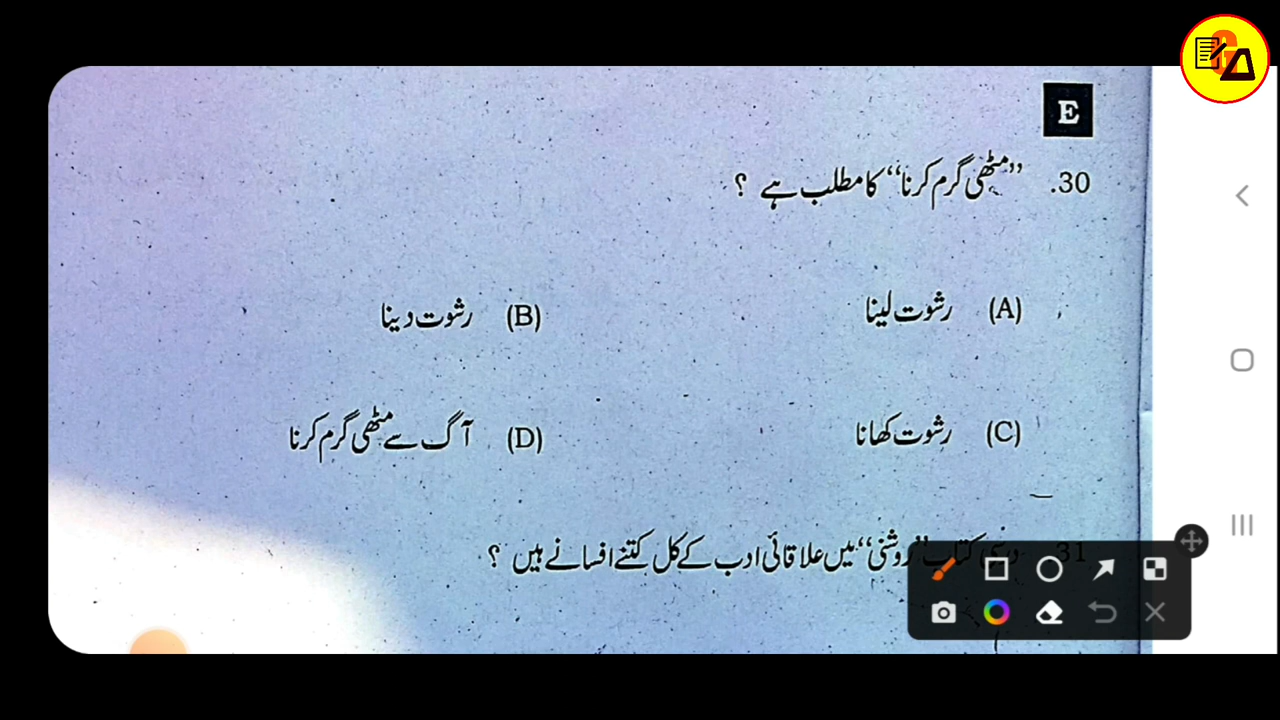 E
30. ”مٹھی گرم کرنا“ کا مطلب ہے ؟
(A) رشوت لینا (B) رشوت دینا
(C) رشوت کھانا (D) آگ سے مٹھی گرم کرنا
31 درسی کتاب ”روشنی“ میں علاقائی ادب کے کل کتنے افسانے ہیں ؟